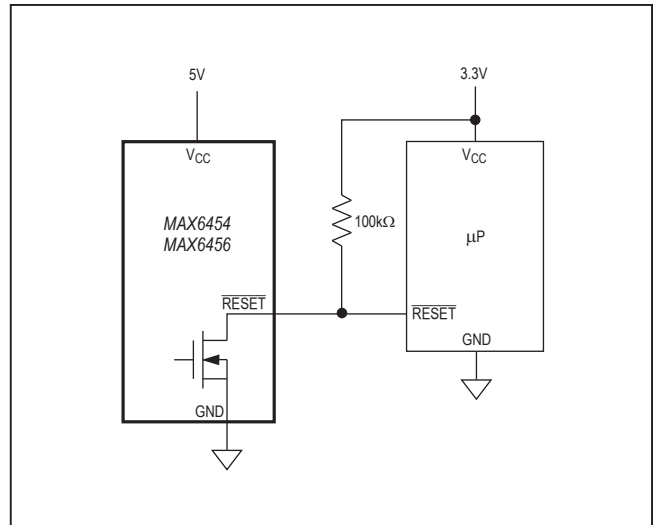 5V
3.3V
VCC
VCC
MAX6454
MAX6456
100kΩ
μP
RESET
RESET
GND
GND